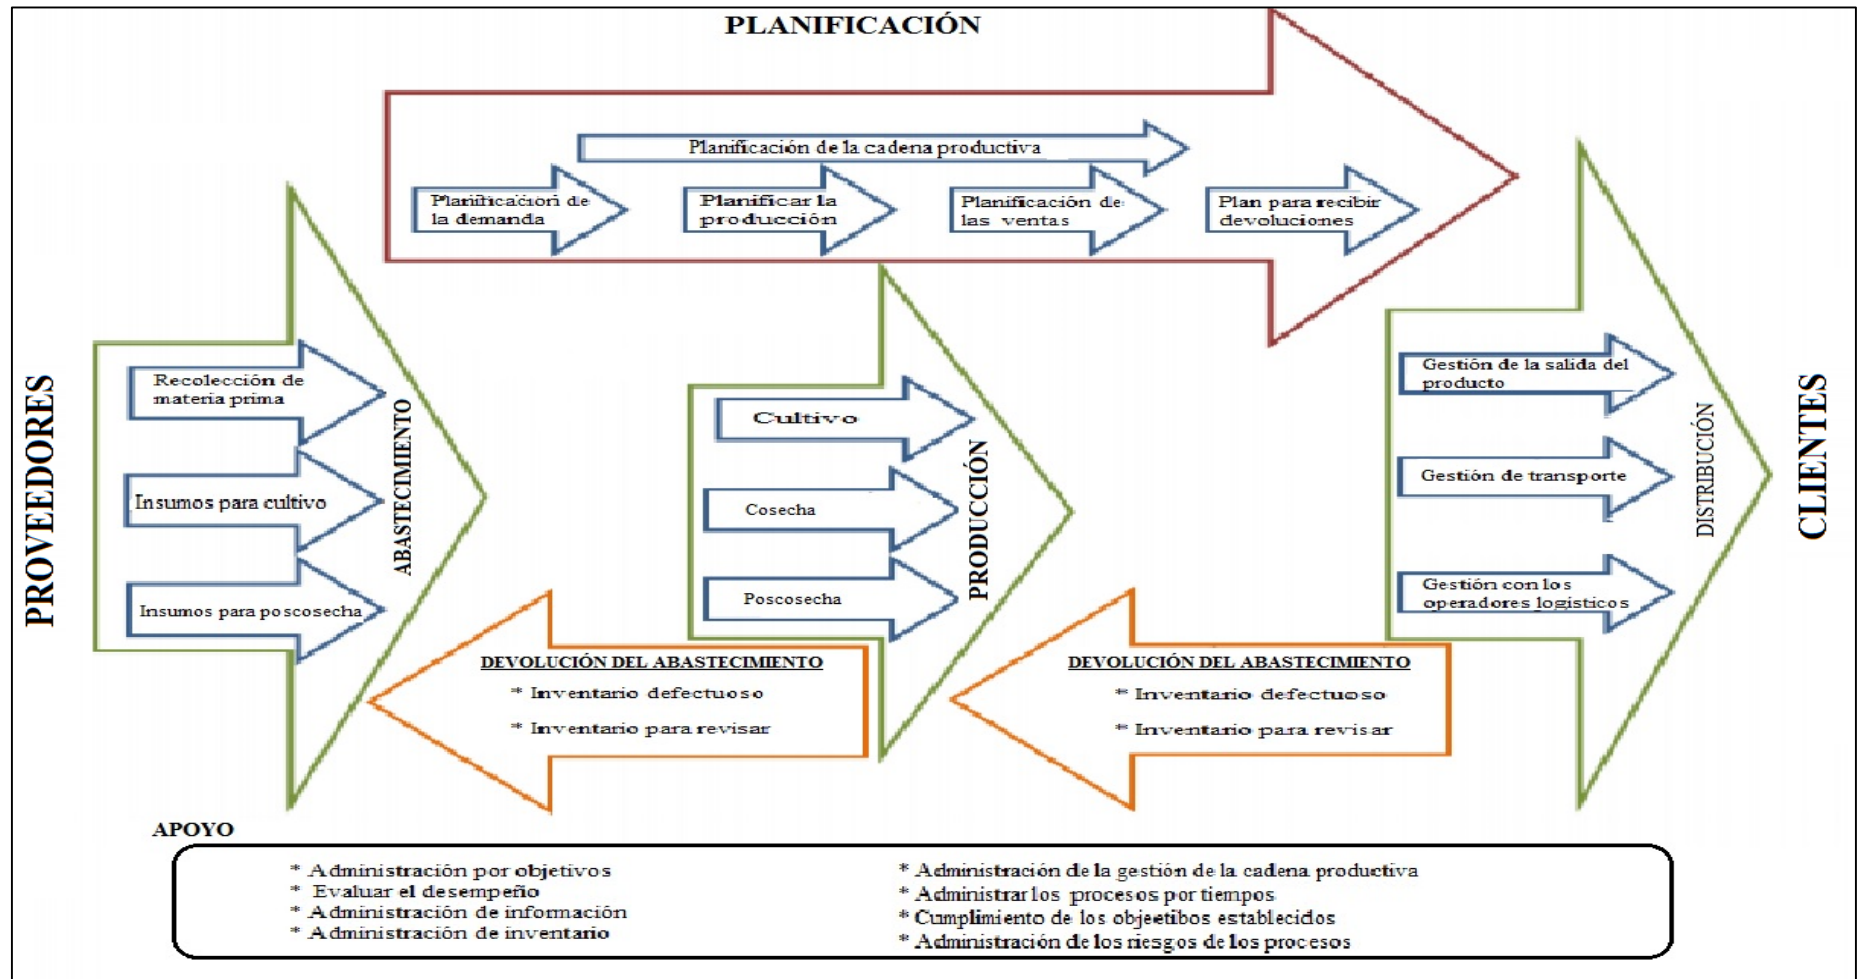 PLANIFICACIÓN
Planificación de la cadena productiva
Planificacion de
la demanda
Planificar la
producción
Planificación de
las ventas
Plan para recibir
devoluciones
PROVEEDORES
Recolección de
materia prima
Insumos para cultivo
Insumos para poscosecha
ABASTECIMIENTO
Cultivo
Cosecha
Poscosecha
PRODUCCIÓN
Gestión de la salida del
producto
Gestión de transporte
Gestión con los
operadores logisticos
DISTRIBUCIÓN
CLIENTES
DEVOLUCIÓN DEL ABASTECIMIENTO
* Inventario defectuoso
* Inventario para revisar
DEVOLUCIÓN DEL ABASTECIMIENTO
* Inventario defectuoso
* Inventario para revisar
APOYO
* Administración por objetivos
* Evaluar el desempeño
* Administración de información
* Administración de inventario
* Administración de la gestión de la cadena productiva
* Administrar los procesos por tiempos
* Cumplimiento de los objeetibos establecidos
* Administración de los riesgos de los procesos